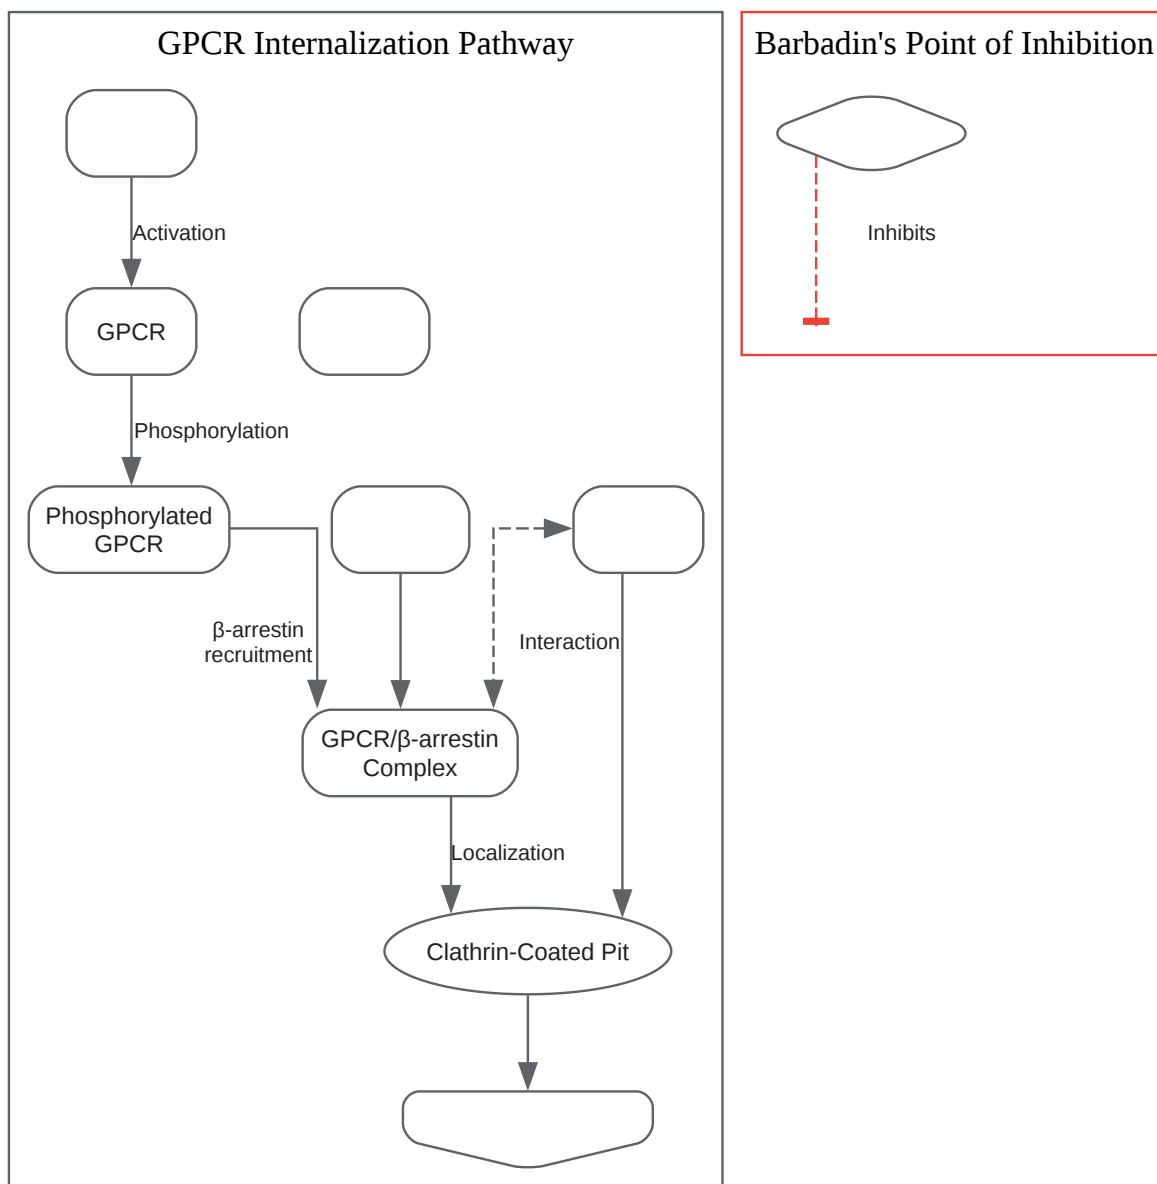 GPCR Internalization Pathway
Barbadin's Point of Inhibition
Activation
Inhibits
GPCR
Phosphorylation
Phosphorylated
GPCR
β-arrestin
recruitment
Interaction
GPCR/β-arrestin
Complex
Localization
Clathrin-Coated Pit